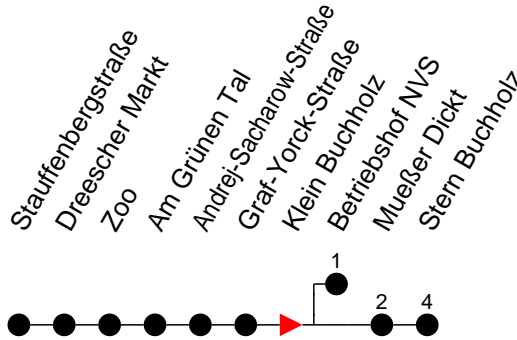 Stauffenbergstraße
Dreescher Markt
Zoo
Am Grünen Tal
Andrej-Sacharow-Straße
Graf-Yorck-Straße
Klein Buchholz
Betriebshof NVS
Mueßer Dickt
Stern Buchholz
1
2 4